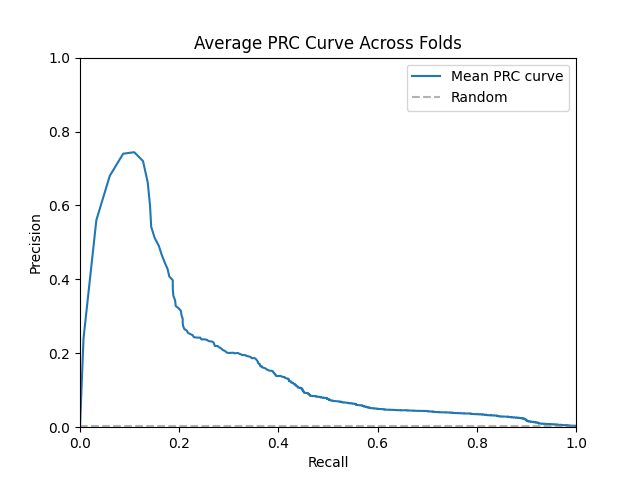 Average PRC Curve Across Folds
Mean PRC curve
Random
Precision
1.0
0.8
0.6
0.4
0.2
0.0
0.0 0.2 0.4 0.6 0.8 1.0
Recall